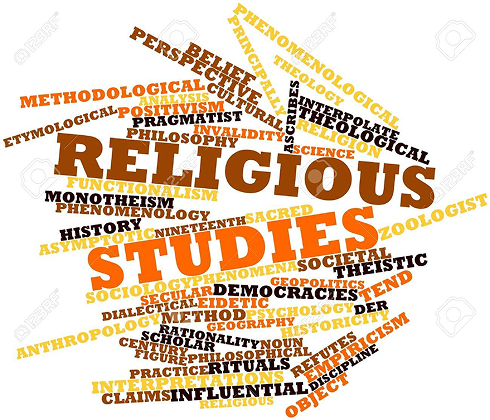 PHENOMENOLOGICAL
PRINCIPALLY
BELIEF
PERSPECTIVE
THEOLOGY
CULTURAL
METHODOLOGICAL
ANALYSIS
ASCRIBES
INTERPOLATE
THEOLOGICAL
ETYMOLOGICAL
POSITIVISM
PRAGMATIST
INVALIDITY
RELIGION
PHILOSOPHY
SCIENCE
RELIGIOUS
FUNCTIONALISM
MONOTHEISM
PHENOMENOLOGY
SACRED
ZOOLOGIST
HISTORY
NINETEENTH
ASYMPTOTIC
STUDIES
SOCIETAL
THEISTIC
SOCIOLOGY
PHENOMENA
GEOPOLITICS
TEND
SECULAR
DEMOCRACIES
DIALECTICAL
EIDETIC
PSYCHOLOGY
DER
METHOD
GEOGRAPHY
HISTORICITY
ANTHROPOLOGY
RATIONALITY
NOUN
SCHOLAR
CENTURY
REFUTES
EMPIRICISM
FIGURE
PHILOSOPHICAL
PRACTICE
RITUALS
DISCIPLINE
INTERPRETATIONS
CLAIMS
INFLUENTIAL
OBJECT
RELIGIOUS